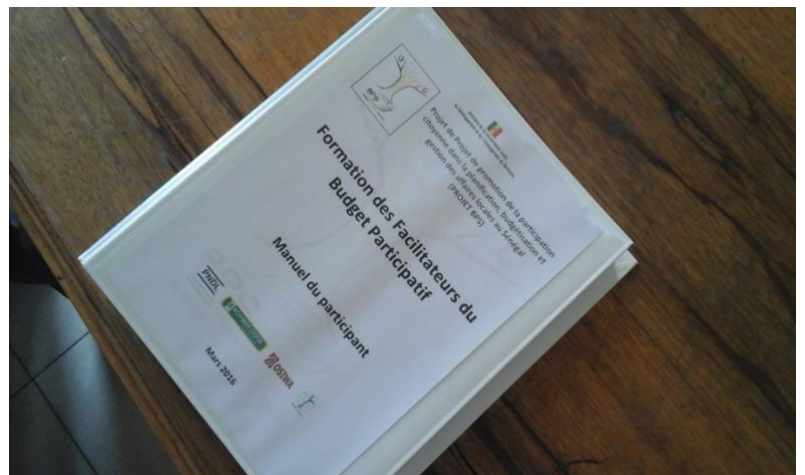 Projet de Projet de promotion de la participation
citoyenne dans la planification, budgétisation et
gestion des affaires locales au Sénégal
(PROJET BPS)
BPS
Formation des Facilitateurs du
Budget Participatif
Manuel du participant
PNDL
OSIWA
Mars 2016